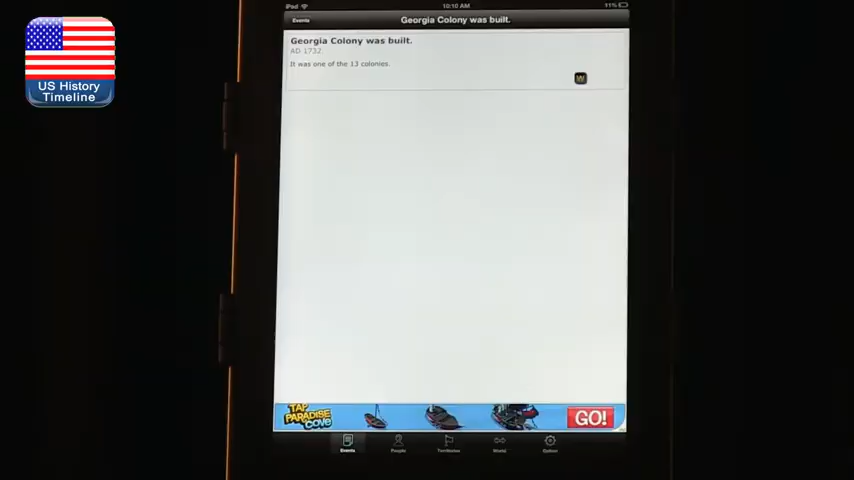 US History
Timeline
iPad
10:10 AM
11%
Events
Georgia Colony was built.
Georgia Colony was built.
AD 1732
It was one of the 13 colonies.
W
TAP
PARADISE
COVE
GO!
Events
People
Territories
World
Option